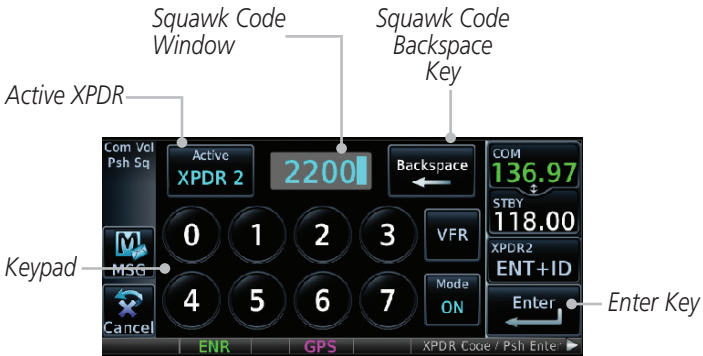 Squawk Code
Window
Squawk Code
Backspace
Key
Active XPDR
Com Vol
Psh Sq
Active
XPDR 2
2200
Backspace
COM
136.97
STBY
118.00
0 1 2 3
VFR
XPDR2
ENT+ID
Keypad
MSG
4 5 6 7
Mode
ON
Enter
Enter Key
Cancel
ENR
GPS
XPDR Code / Psh Enter